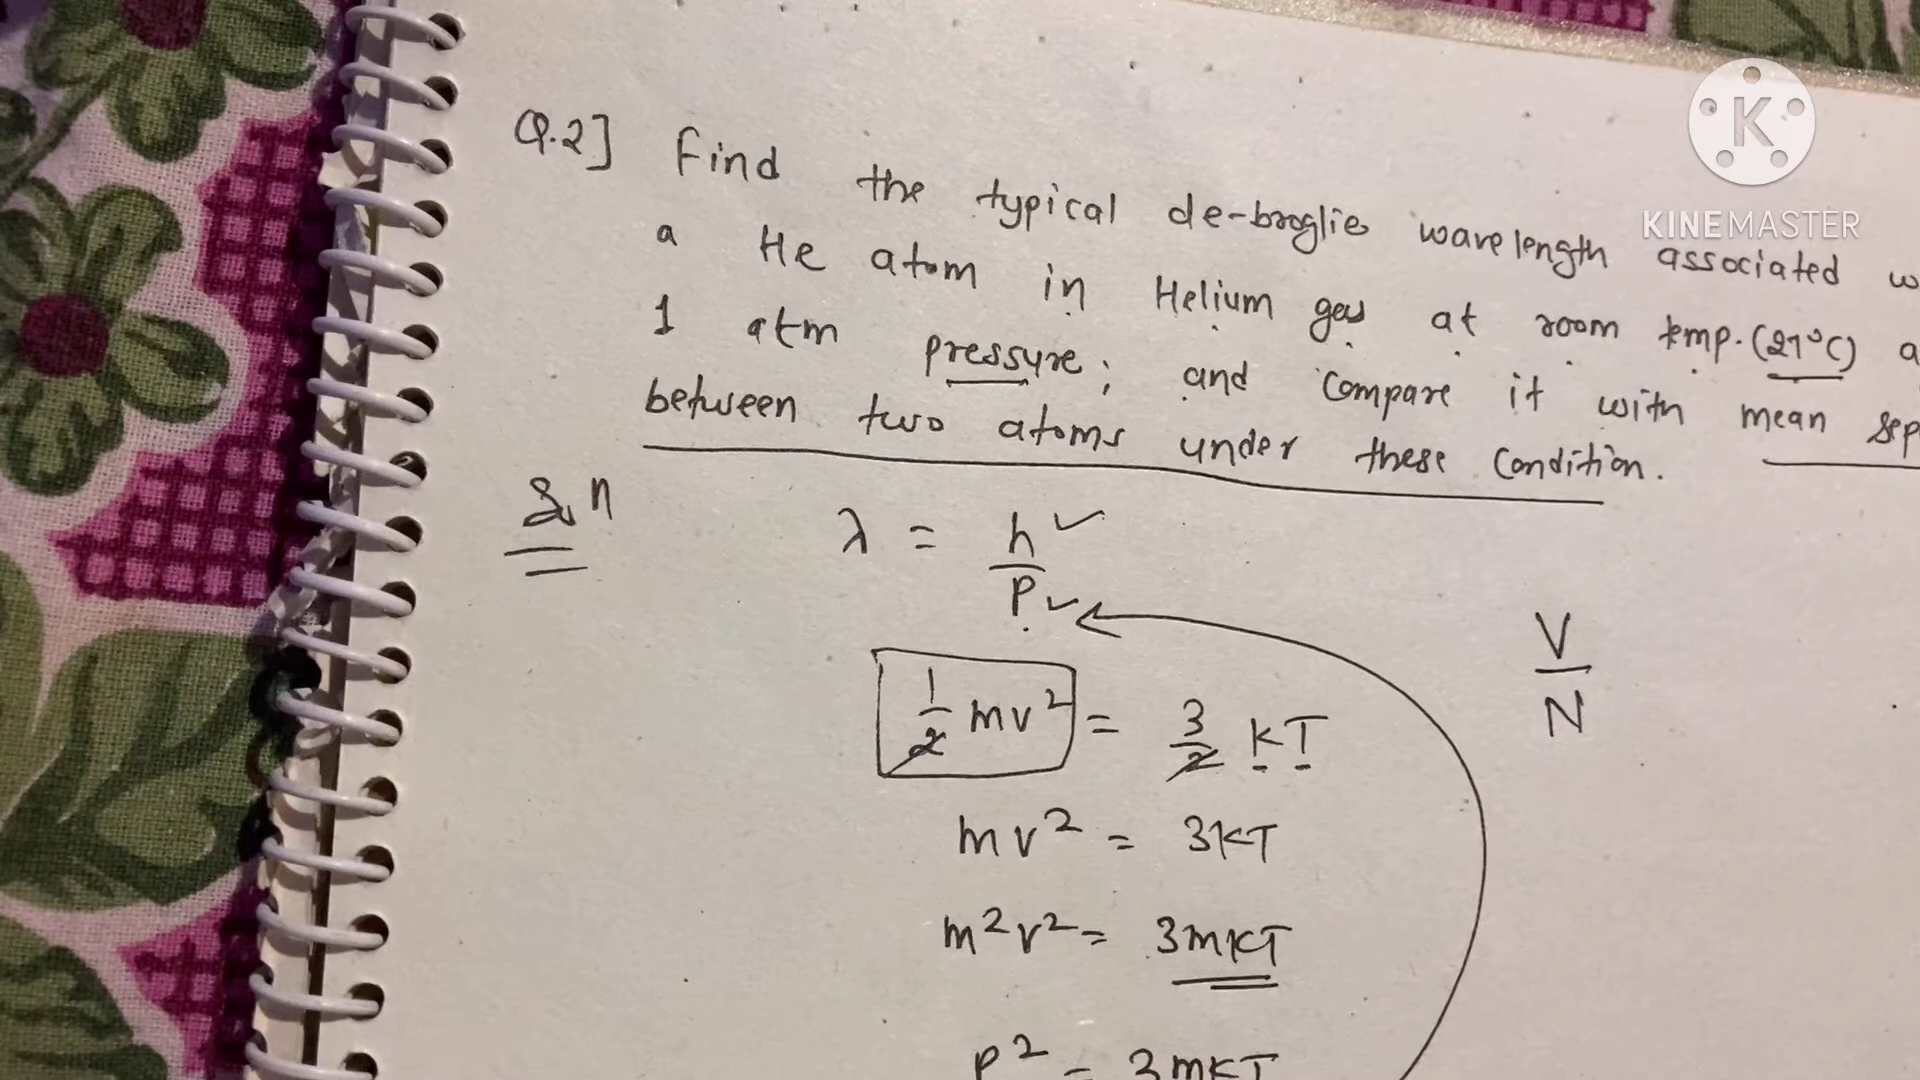 K
KINEMASTER
Q.2] Find the typical de-broglie wavelength associated w
a He atom in Helium gas at room temp. (27°C) a
1 atm pressure; and compare it with mean sep
between two atoms under these condition.
Soln
λ = h/P
V/N
1/2 mv² = 3/2 KT
mv² = 3KT
m²v² = 3mKT
P² = 3mKT